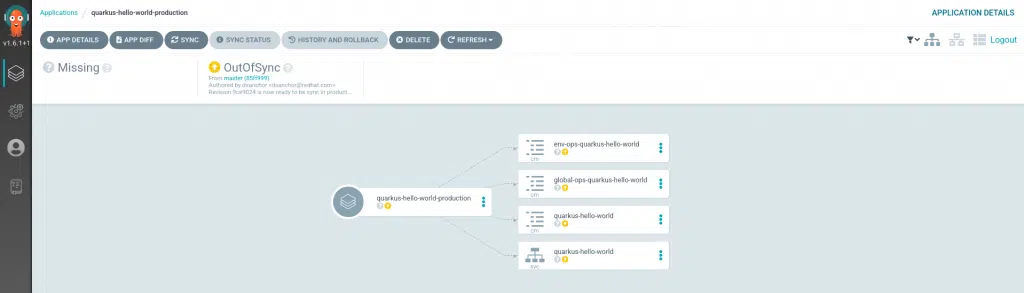 Applications / quarkus-hello-world-production
APPLICATION DETAILS
v1.6.1+1
APP DETAILS
APP DIFF
SYNC
SYNC STATUS
HISTORY AND ROLLBACK
DELETE
REFRESH
Logout
Missing
OutOfSync
From master (85ff499)
Authored by dsanchor <dsanchor@redhat.com>
Revision 9ce9024 is now ready to be sync in product...
env-ops-quarkus-hello-world
cm
global-ops-quarkus-hello-world
cm
quarkus-hello-world-production
quarkus-hello-world
cm
quarkus-hello-world
svc